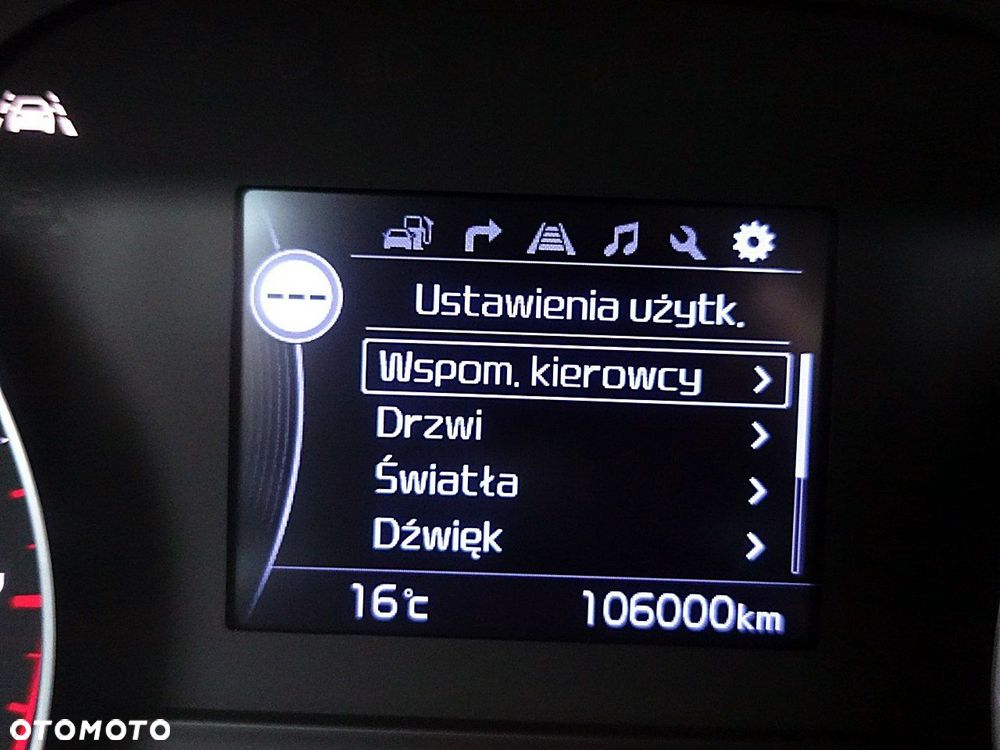 Ustawienia użytk.
Wspom. kierowcy
Drzwi
Światła
Dźwięk
16°C 106000km
OTOMOTO